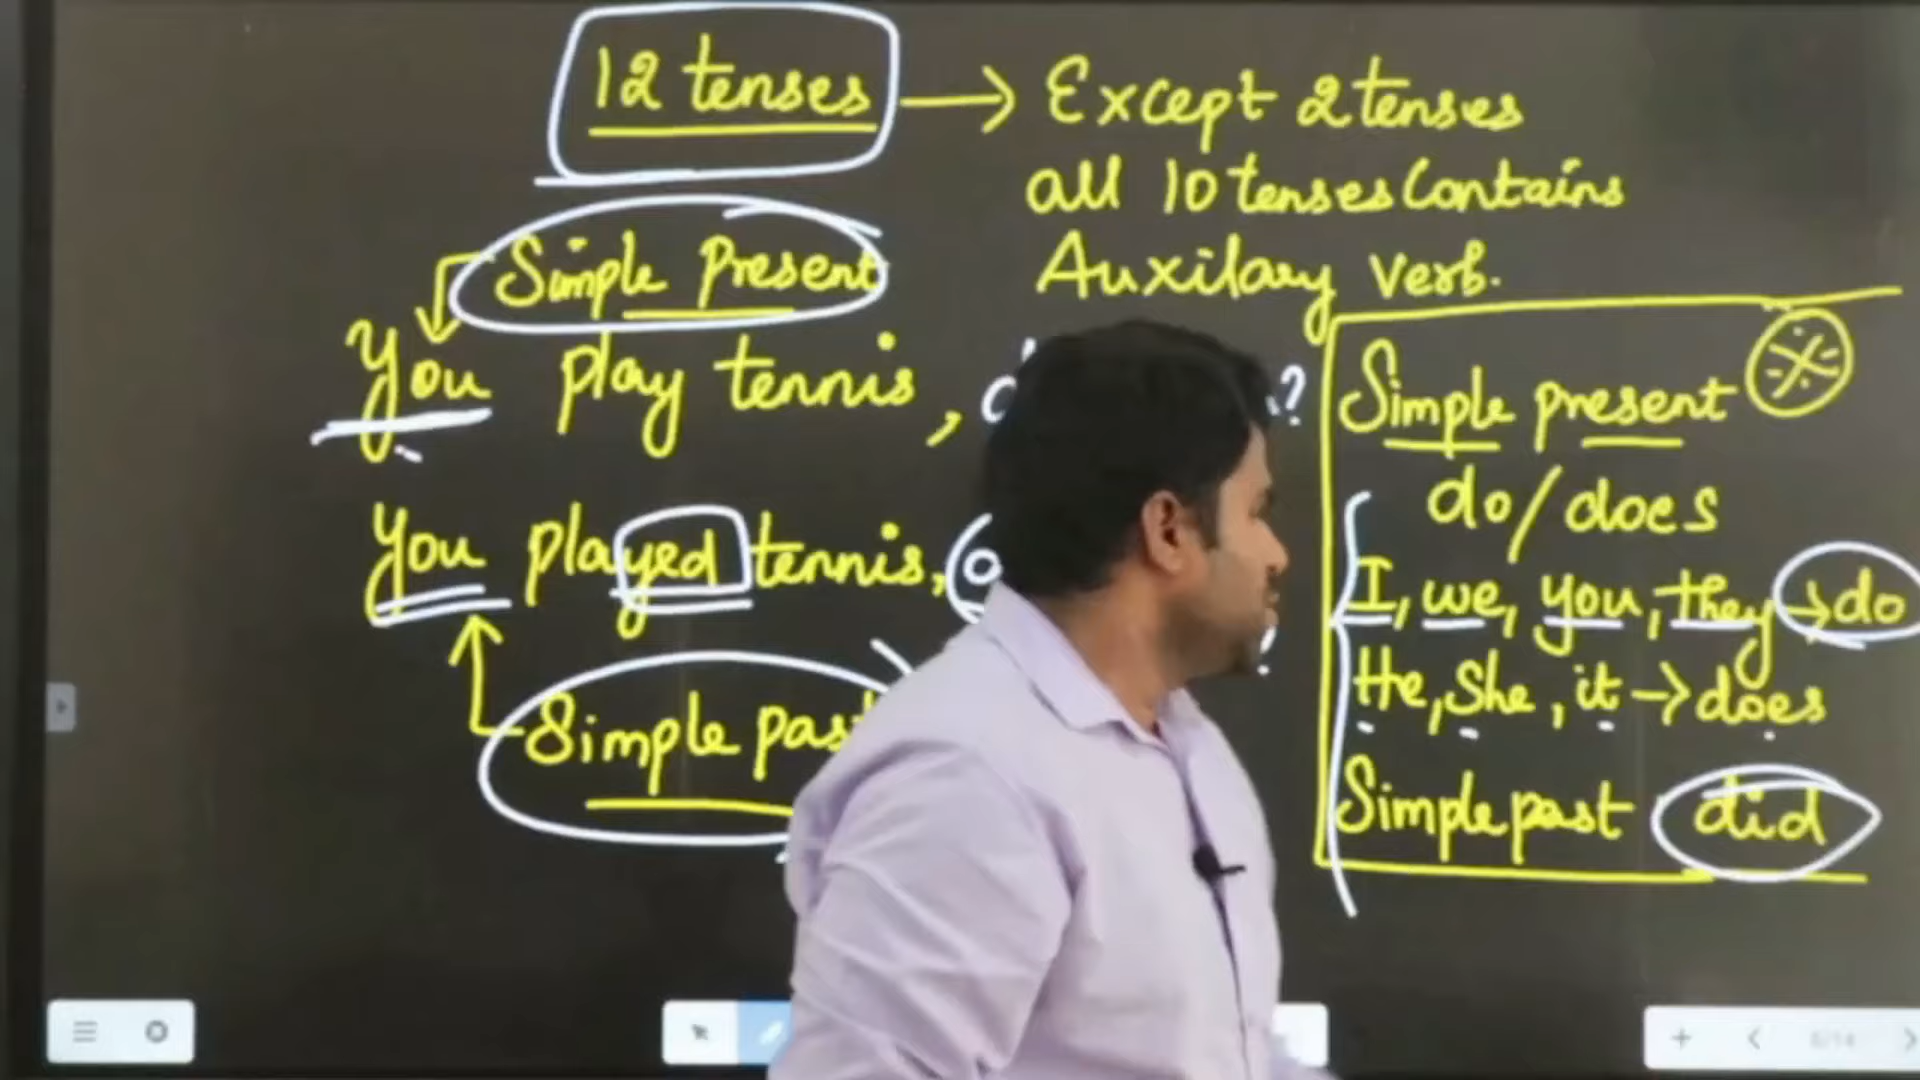 12 tenses → Except 2 tenses
all 10 tenses Contains
Auxilary Verb.
Simple Present
You play tennis, ?
You played tennis,
Simple past
Simple present
do/does
I, we, you, they → do
He, She, it → does
Simple past did